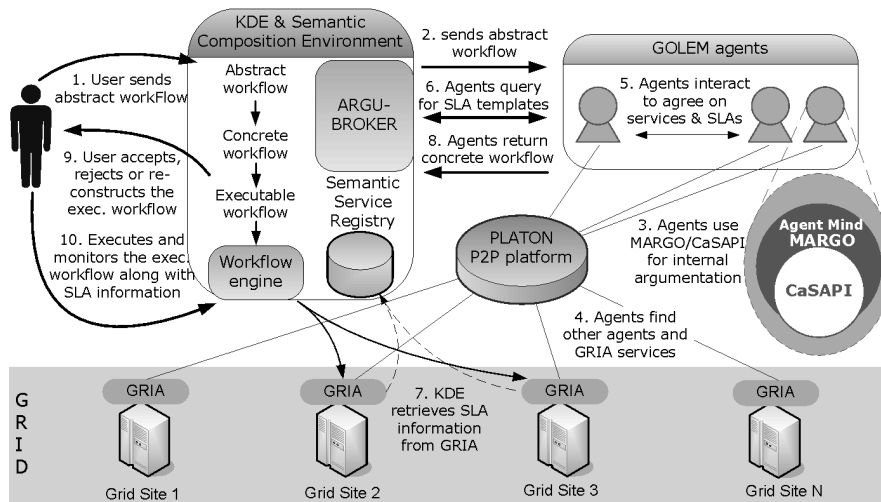 KDE & Semantic
Composition Environment
1. User sends
abstract workFlow
Abstract
workflow
Concrete
workflow
Executable
workflow
Workflow
engine
ARGU-
BROKER
Semantic
Service
Registry
2. sends abstract
workflow
6. Agents query
for SLA templates
8. Agents return
concrete workflow
GOLEM agents
5. Agents interact
to agree on
services & SLAs
9. User accepts,
rejects or re-
constructs the
exec. workflow
10. Executes and
monitors the exec.
workflow along with
SLA information
PLATON
P2P platform
3. Agents use
MARGO/CaSAPI
for internal
argumentation
Agent Mind
MARGO
CaSAPI
4. Agents find
other agents and
GRIA services
7. KDE
retrieves SLA
information
from GRIA
G
R
I
D
GRIA
GRIA
GRIA
GRIA
Grid Site 1
Grid Site 2
Grid Site 3
Grid Site N